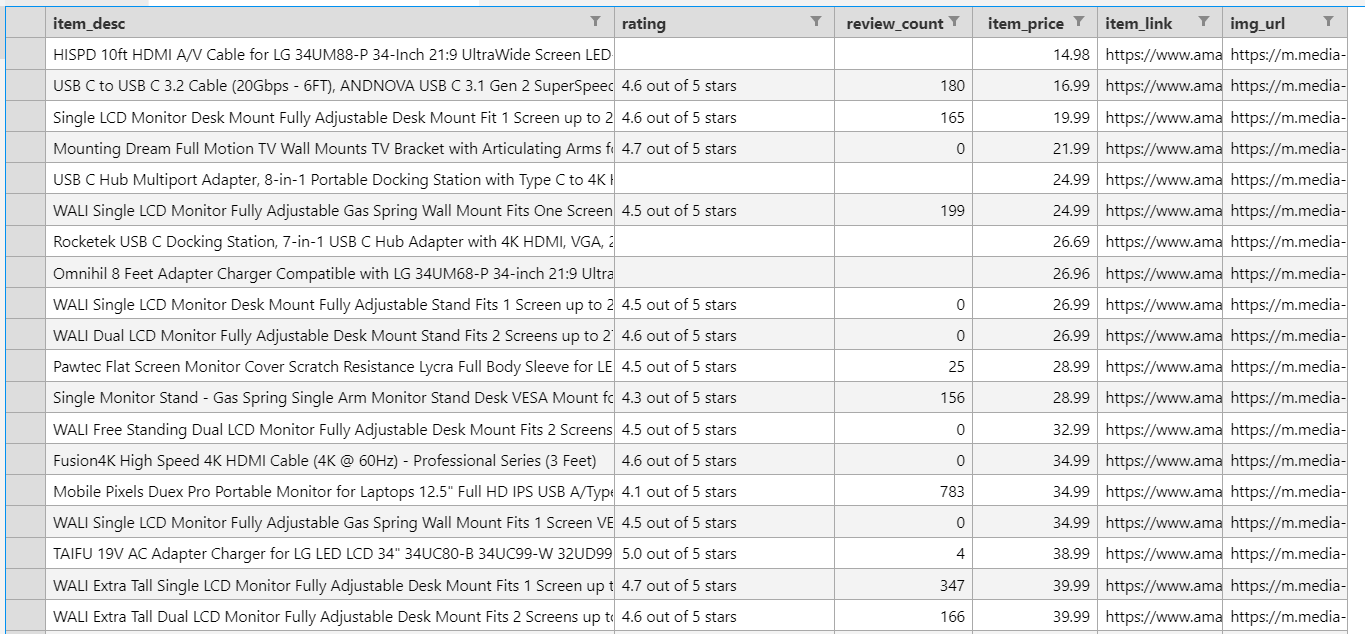 item_desc rating review_count item_price item_link img_url
HISPD 10ft HDMI A/V Cable for LG 34UM88-P 34-Inch 21:9 UltraWide Screen LED 14.98 https://www.ama https://m.media-
USB C to USB C 3.2 Cable (20Gbps - 6FT), ANDNOVA USB C 3.1 Gen 2 SuperSpeed 4.6 out of 5 stars 180 16.99 https://www.ama https://m.media-
Single LCD Monitor Desk Mount Fully Adjustable Desk Mount Fit 1 Screen up to 2 4.6 out of 5 stars 165 19.99 https://www.ama https://m.media-
Mounting Dream Full Motion TV Wall Mounts TV Bracket with Articulating Arms fo 4.7 out of 5 stars 0 21.99 https://www.ama https://m.media-
USB C Hub Multiport Adapter, 8-in-1 Portable Docking Station with Type C to 4K 24.99 https://www.ama https://m.media-
WALI Single LCD Monitor Fully Adjustable Gas Spring Wall Mount Fits One Screen 4.5 out of 5 stars 199 24.99 https://www.ama https://m.media-
Rocketek USB C Docking Station, 7-in-1 USB C Hub Adapter with 4K HDMI, VGA, 2 26.69 https://www.ama https://m.media-
Omnihil 8 Feet Adapter Charger Compatible with LG 34UM68-P 34-inch 21:9 Ultra 26.96 https://www.ama https://m.media-
WALI Single LCD Monitor Desk Mount Fully Adjustable Stand Fits 1 Screen up to 2 4.5 out of 5 stars 0 26.99 https://www.ama https://m.media-
WALI Dual LCD Monitor Fully Adjustable Desk Mount Stand Fits 2 Screens up to 27 4.6 out of 5 stars 0 26.99 https://www.ama https://m.media-
Pawtec Flat Screen Monitor Cover Scratch Resistance Lycra Full Body Sleeve for LE 4.5 out of 5 stars 25 28.99 https://www.ama https://m.media-
Single Monitor Stand - Gas Spring Single Arm Monitor Stand Desk VESA Mount fo 4.3 out of 5 stars 156 28.99 https://www.ama https://m.media-
WALI Free Standing Dual LCD Monitor Fully Adjustable Desk Mount Fits 2 Screens 4.5 out of 5 stars 0 32.99 https://www.ama https://m.media-
Fusion4K High Speed 4K HDMI Cable (4K @ 60Hz) - Professional Series (3 Feet) 4.6 out of 5 stars 0 34.99 https://www.ama https://m.media-
Mobile Pixels Duex Pro Portable Monitor for Laptops 12.5" Full HD IPS USB A/Type 4.1 out of 5 stars 783 34.99 https://www.ama https://m.media-
WALI Single LCD Monitor Fully Adjustable Gas Spring Wall Mount Fits 1 Screen VE 4.5 out of 5 stars 0 34.99 https://www.ama https://m.media-
TAIFU 19V AC Adapter Charger for LG LED LCD 34" 34UC80-B 34UC99-W 32UD99 5.0 out of 5 stars 4 38.99 https://www.ama https://m.media-
WALI Extra Tall Single LCD Monitor Fully Adjustable Desk Mount Fits 1 Screen up t 4.7 out of 5 stars 347 39.99 https://www.ama https://m.media-
WALI Extra Tall Dual LCD Monitor Fully Adjustable Desk Mount Fits 2 Screens up to 4.6 out of 5 stars 166 39.99 https://www.ama https://m.media-